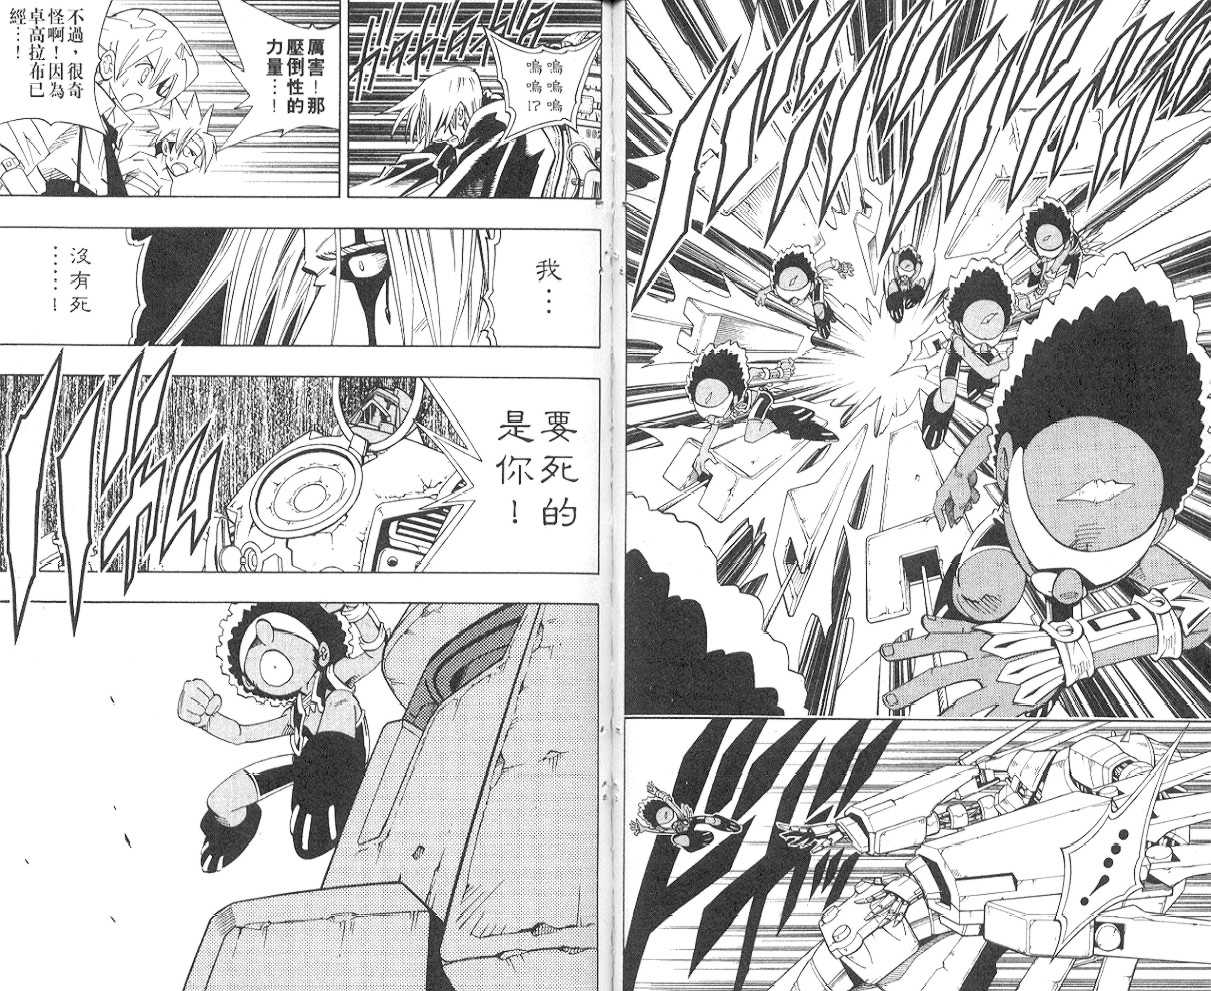 ……!
嗚嗚嗚
嗚嗚!?
厲害!那
壓倒性的
力量…!
不過,很奇
怪啊!因為
卓高拉布已
經…!
我…
沒有死
……!
要死的
是你!